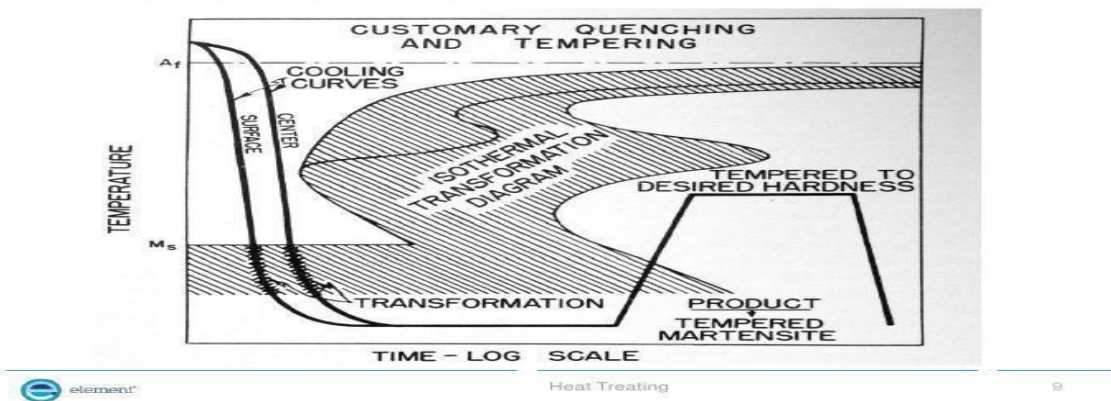 CUSTOMARY QUENCHING
AND TEMPERING
Af
COOLING
CURVES
SURFACE
CENTER
TEMPERATURE
ISOTHERMAL
TRANSFORMATION
DIAGRAM
TEMPERED TO
DESIRED HARDNESS
Ms
TRANSFORMATION
PRODUCT
TEMPERED
MARTENSITE
TIME - LOG SCALE
element
Heat Treating
9